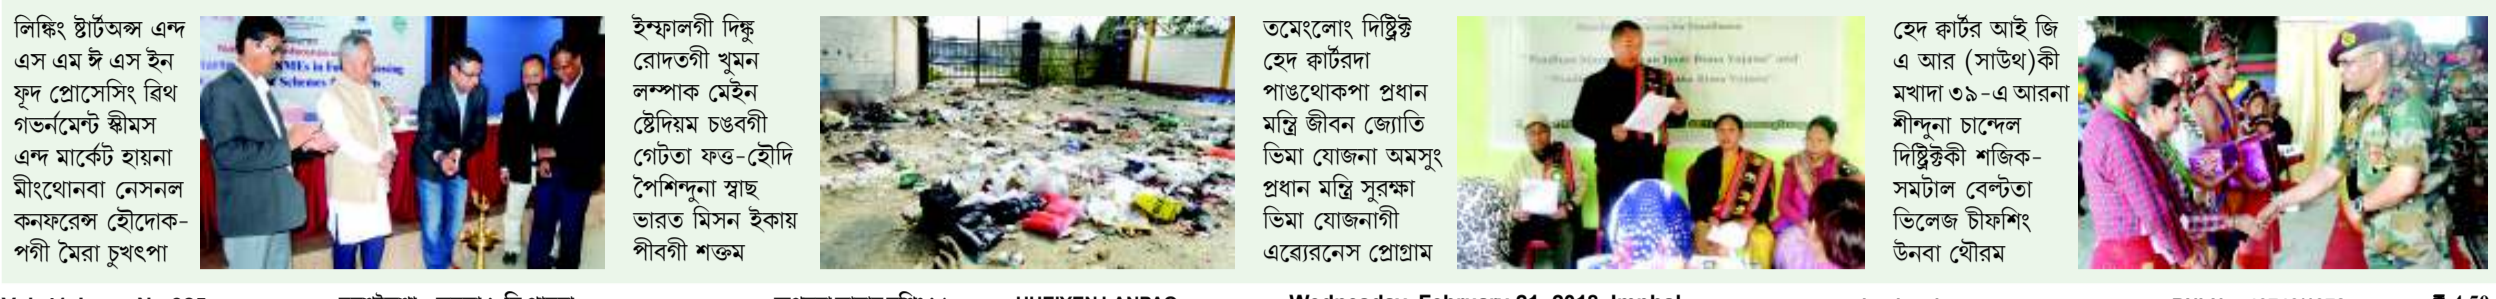 লিঙ্কিং ষ্টার্টঅপ্স এন্দ
এস এম ঈ এস ইন
ফূদ প্রোসেসিং ৱিথ
গভর্নমেন্ট স্কীমস
এন্দ মার্কেট হায়না
মীংথোনবা নেসনল
কনফরেন্স হৌদোক-
পগী মৈরা চুখৎপা
ইম্ফালগী দিঙ্কু
রোদতগী খুমন
লম্পাক মেইন
ষ্টেদিয়ম চঙবগী
গেটতা ফত্ত-হৌদি
পৈশিন্দুনা স্বাছ
ভারত মিসন ইকায়
পীবগী শক্তম
তমেংলোং দিষ্ট্রিক্ট
হেদ ক্বার্টরদা
পাঙথোকপা প্রধান
মন্ত্রি জীবন জ্যোতি
ভিমা যোজনা অমসুং
প্রধান মন্ত্রি সুরক্ষা
ভিমা যোজনাগী
এৱ্যেরনেস প্রোগ্রাম
হেদ ক্বার্টর আই জি
এ আর (সাউথ)কী
মখাদা ৩৯-এ আরনা
শীন্দুনা চান্দেল
দিষ্ট্রিক্টকী শজিক-
সমটাল বেল্টতা
ভিলেজ চীফশিং
উনবা থৌরম